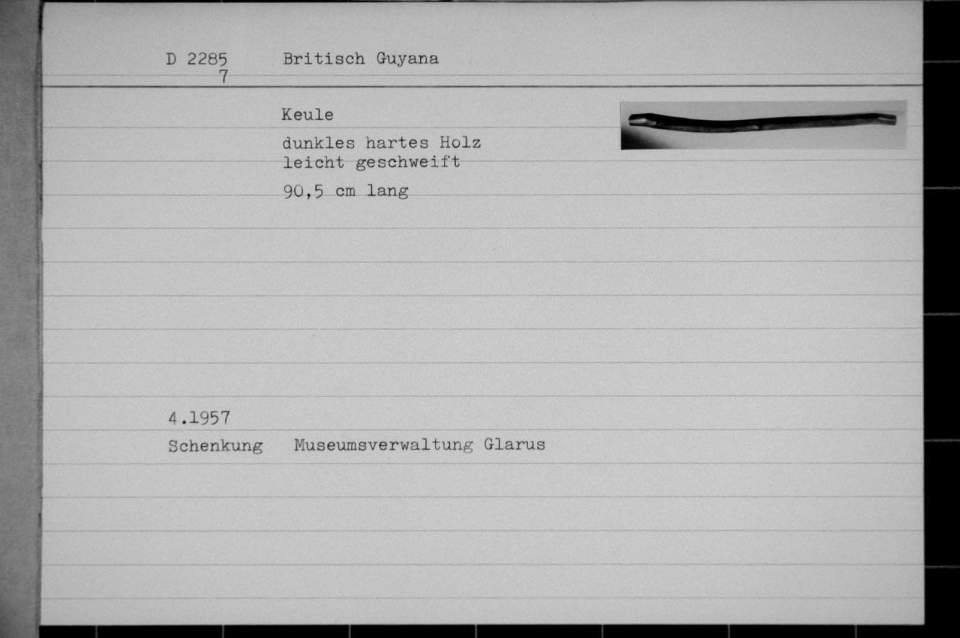 D 2285 Britisch Guyana
7
Keule
dunkles hartes Holz
leicht geschweift
90,5 cm lang
4.1957
Schenkung Museumsverwaltung Glarus